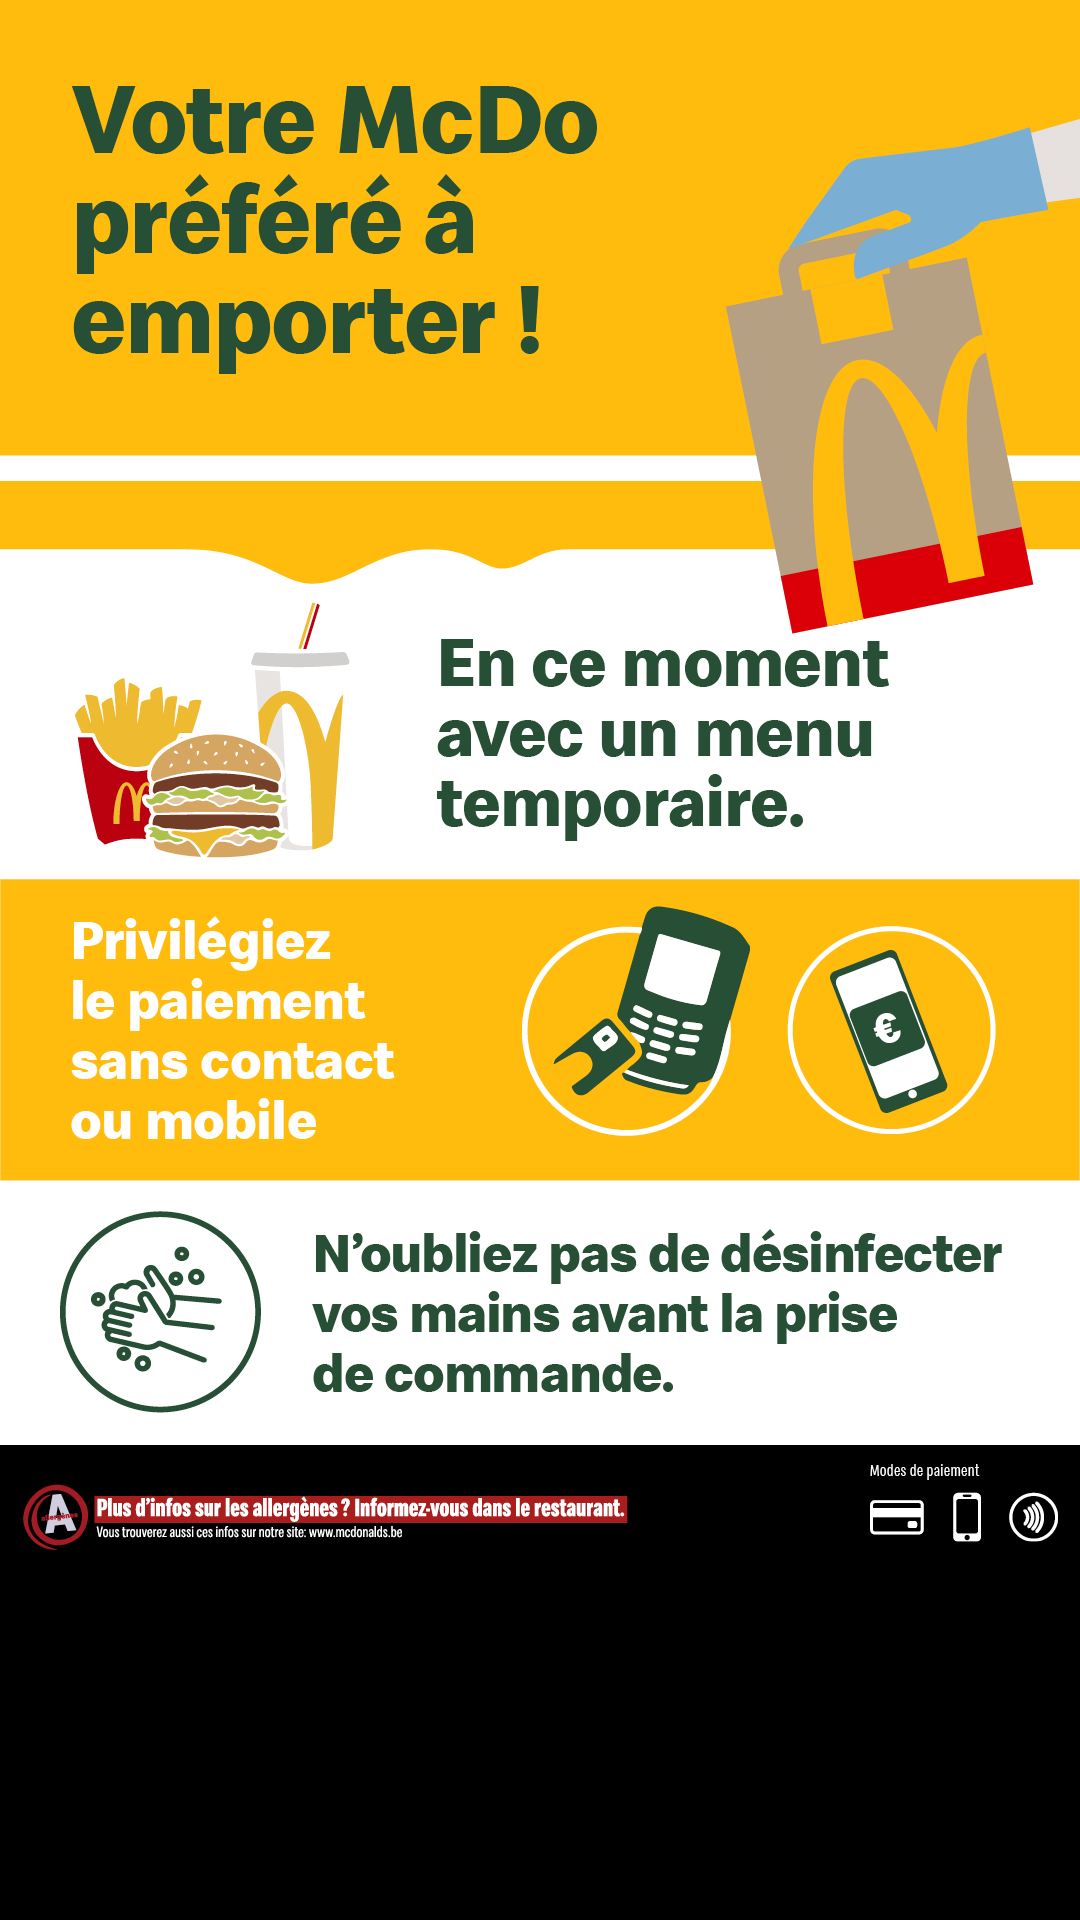 Votre McDo
préféré à
emporter !
En ce moment
avec un menu
temporaire.
Privilégiez
le paiement
sans contact
ou mobile
€
N’oubliez pas de désinfecter
vos mains avant la prise
de commande.
Modes de paiement
A
allergènes
Plus d’infos sur les allergènes ? Informez-vous dans le restaurant.
Vous trouverez aussi ces infos sur notre site: www.mcdonalds.be